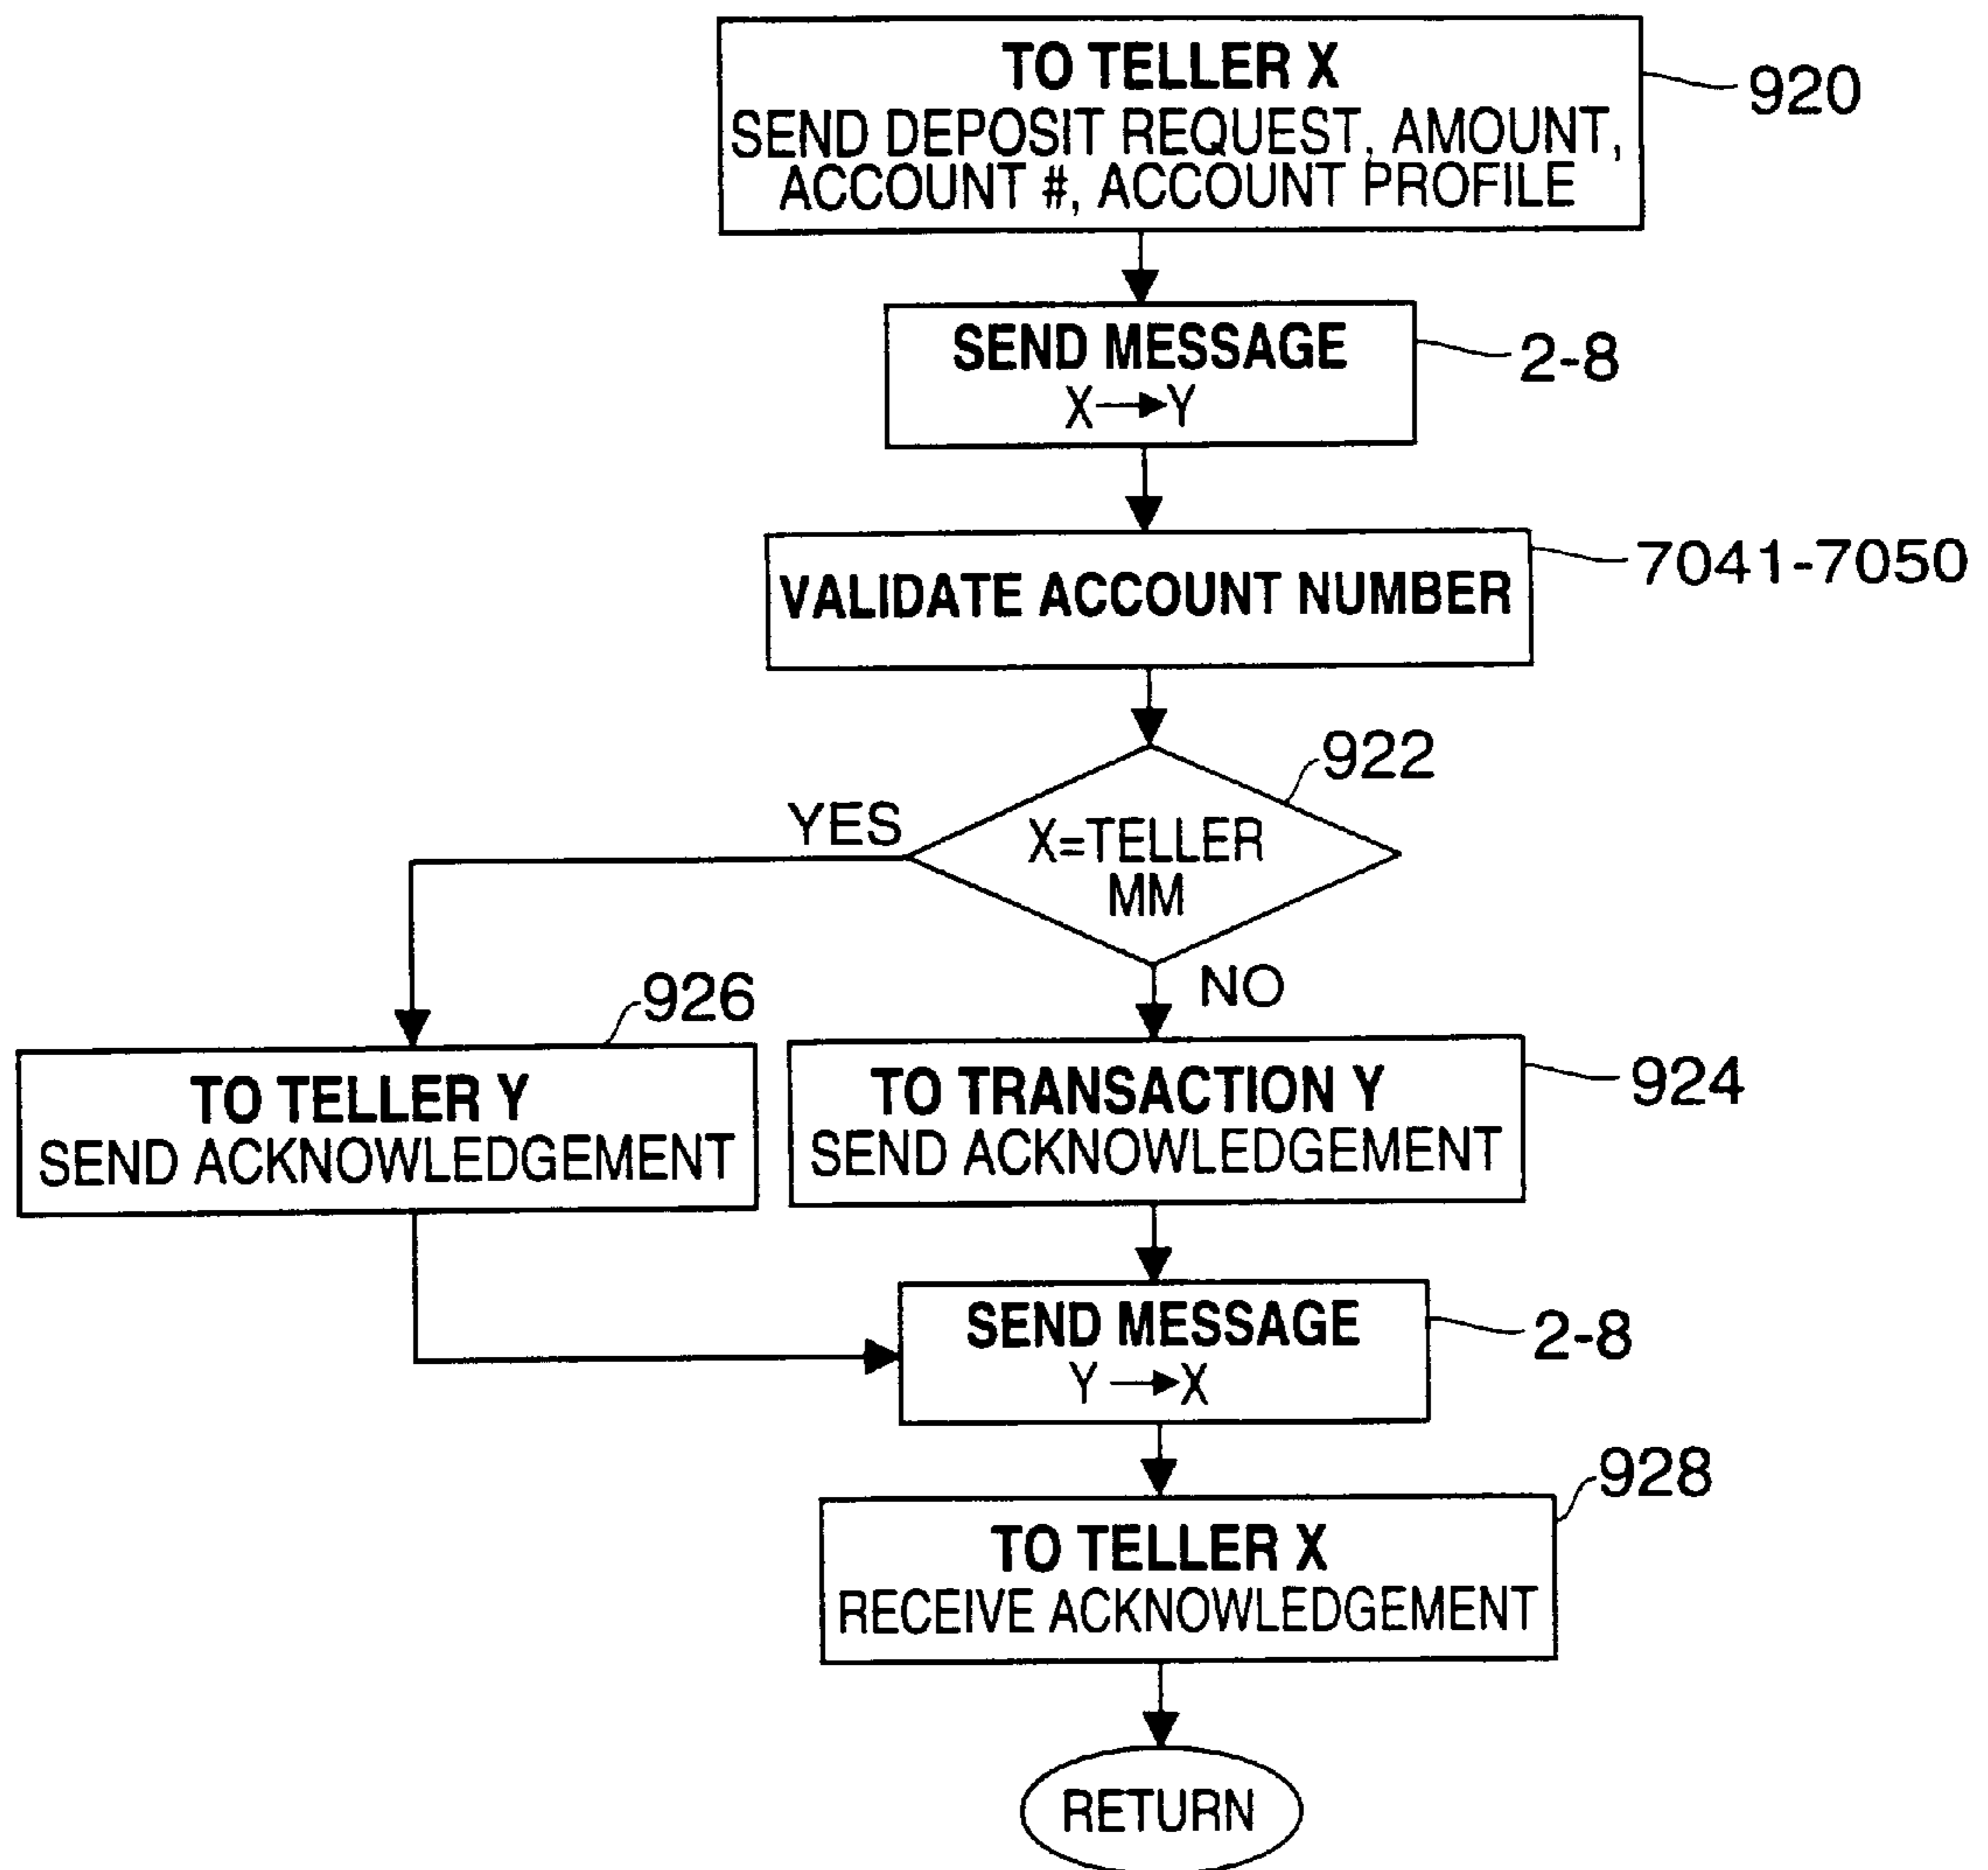 TO TELLER X
SEND DEPOSIT REQUEST, AMOUNT,
ACCOUNT #, ACCOUNT PROFILE
920
SEND MESSAGE
X→Y
2-8
VALIDATE ACCOUNT NUMBER
7041-7050
922
X=TELLER
MM
YES
NO
926
TO TELLER Y
SEND ACKNOWLEDGEMENT
TO TRANSACTION Y
SEND ACKNOWLEDGEMENT
924
SEND MESSAGE
Y→X
2-8
928
TO TELLER X
RECEIVE ACKNOWLEDGEMENT
RETURN